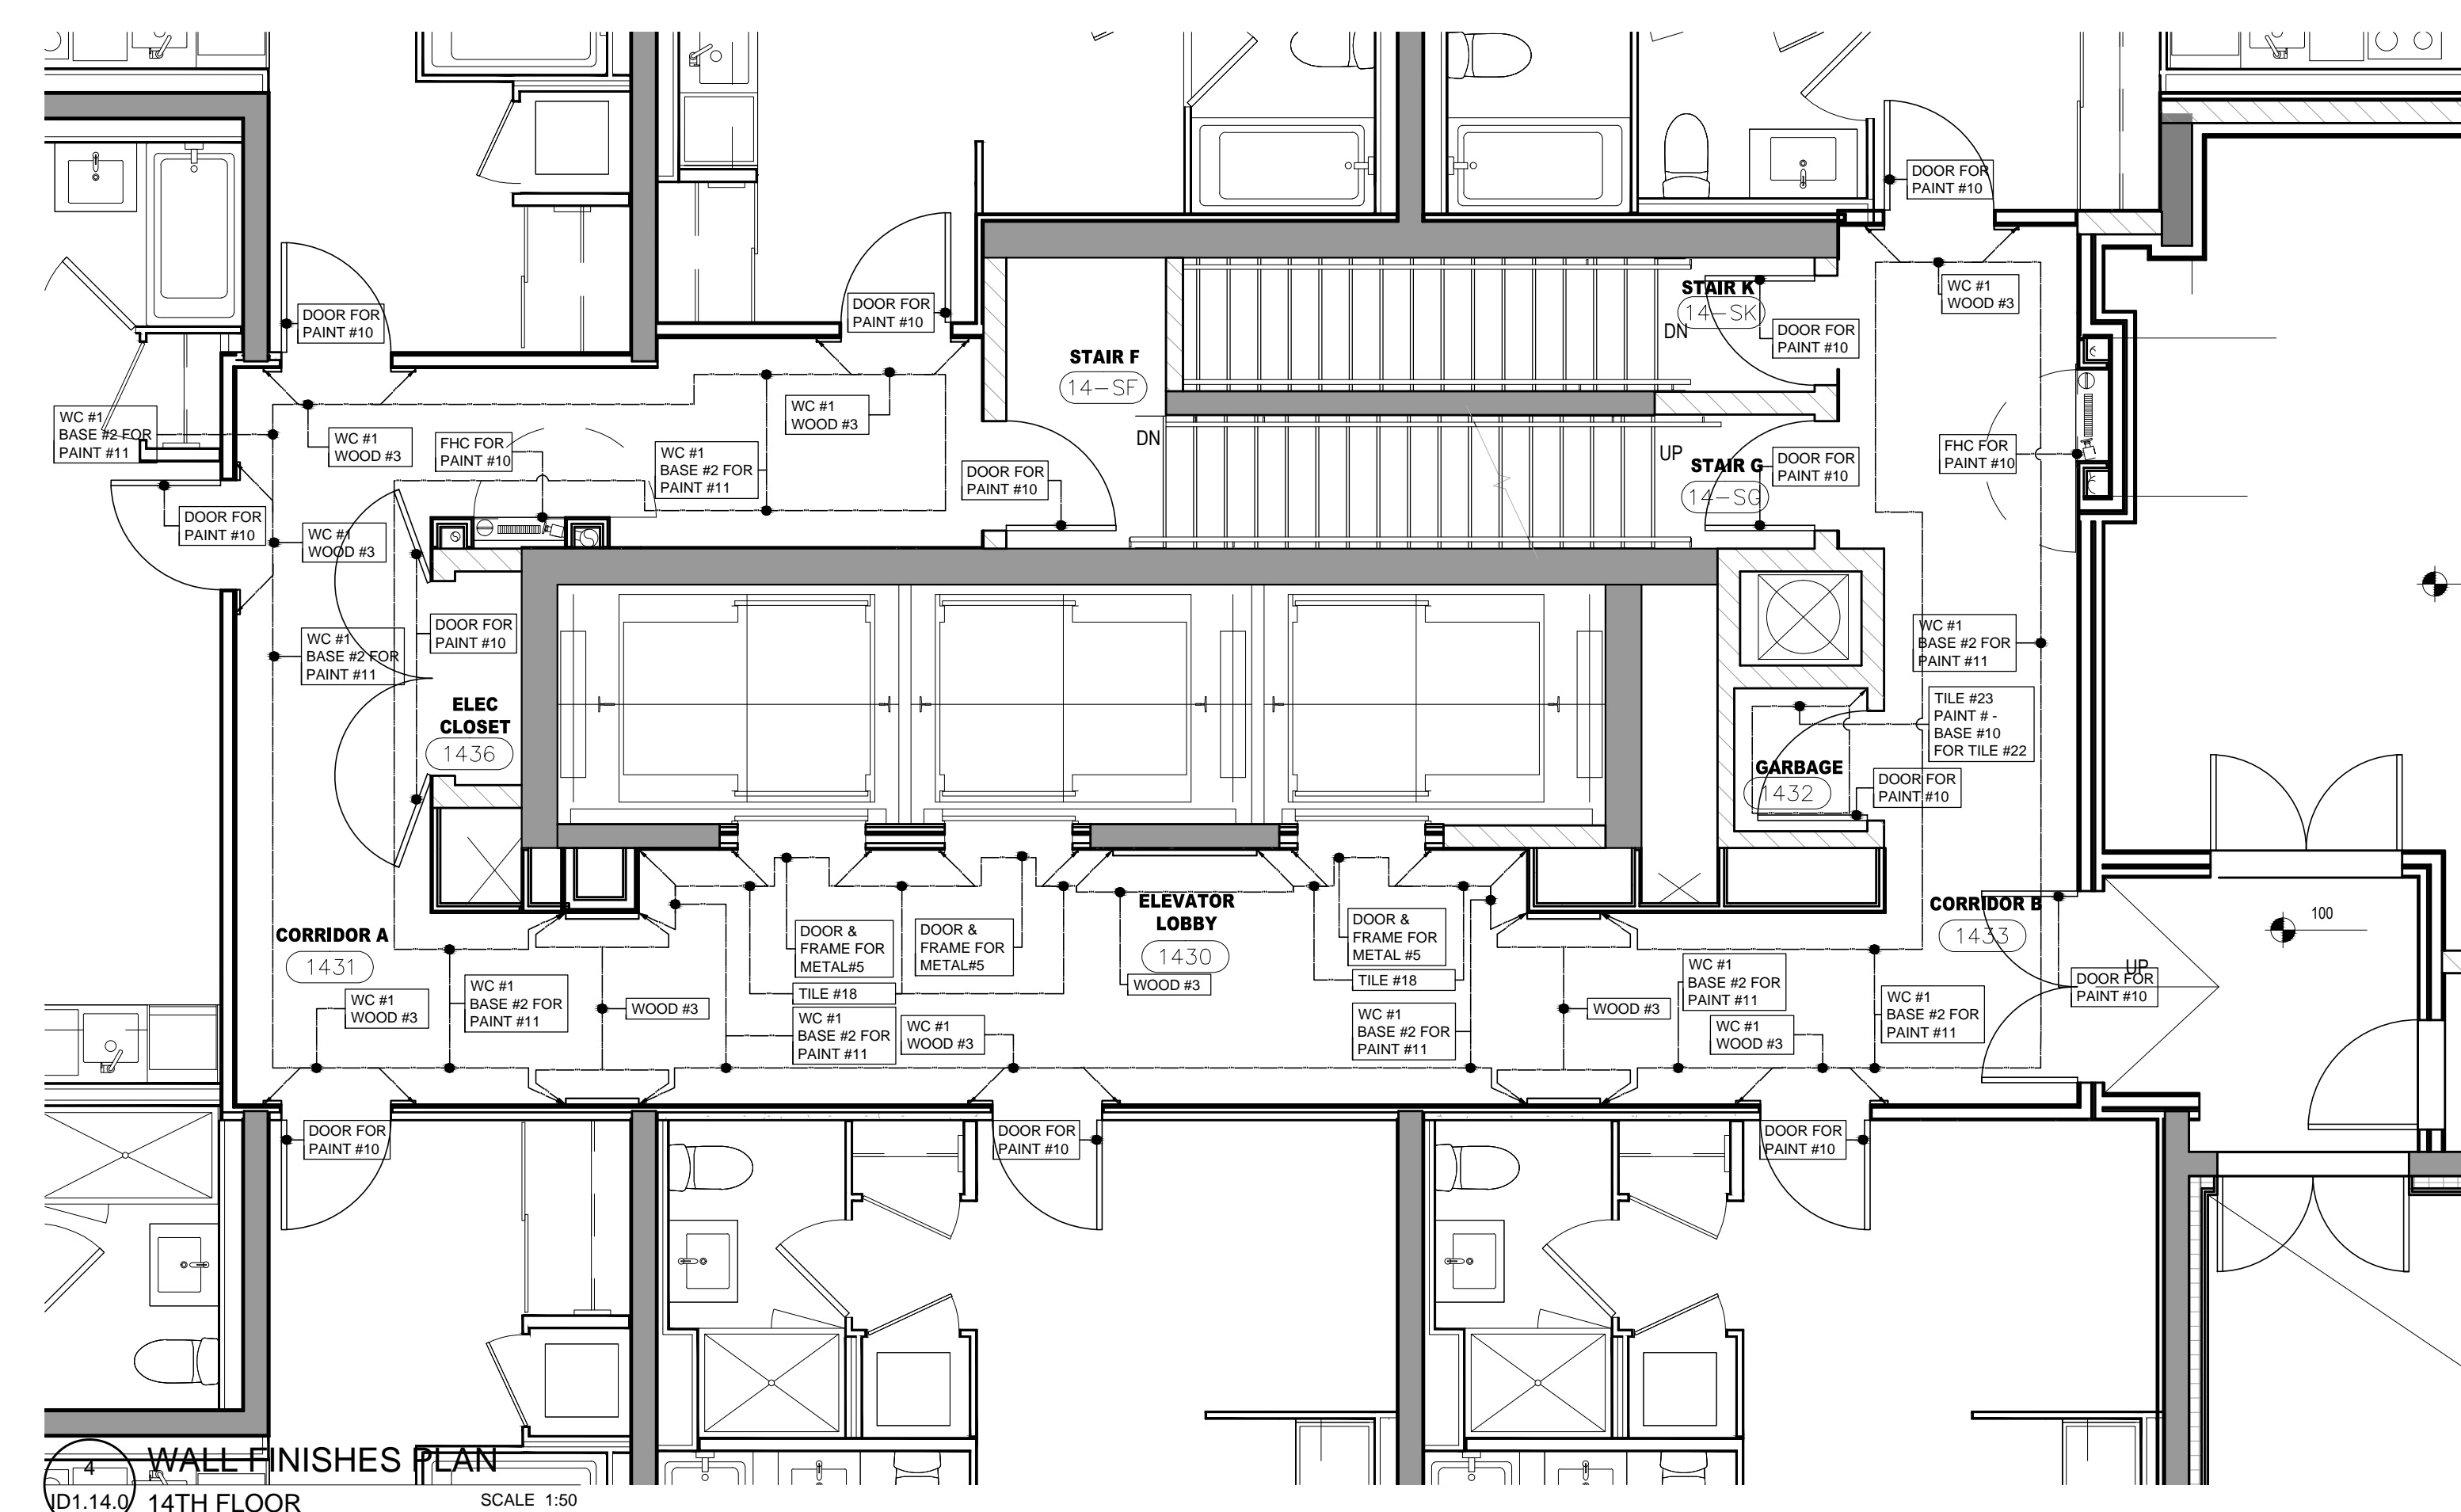 DOOR FOR
PAINT #10
WC #1
WOOD #3
DOOR FOR
PAINT #10
DOOR FOR
PAINT #10
STAIR K
14-SK
DN
DOOR FOR
PAINT #10
STAIR F
14-SF
WC #1
BASE #2 FOR
PAINT #11
WC #1
WOOD #3
FHC FOR
PAINT #10
WC #1
BASE #2 FOR
PAINT #11
WC #1
WOOD #3
DN
DOOR FOR
PAINT #10
UP
STAIR G
14-SG
DOOR FOR
PAINT #10
FHC FOR
PAINT #10
DOOR FOR
PAINT #10
WC #1
WOOD #3
WC #1
BASE #2 FOR
PAINT #11
DOOR FOR
PAINT #10
ELEC
CLOSET
1436
WC #1
BASE #2 FOR
PAINT #11
TILE #23
PAINT # -
BASE #10
FOR TILE #22
GARBAGE
1432
DOOR FOR
PAINT #10
CORRIDOR A
1431
ELEVATOR
LOBBY
1430
CORRIDOR B
1433
100
UP
DOOR FOR
PAINT #10
WC #1
WOOD #3
WC #1
BASE #2 FOR
PAINT #11
WOOD #3
DOOR &
FRAME FOR
METAL#5
TILE #18
WC #1
BASE #2 FOR
PAINT #11
DOOR &
FRAME FOR
METAL#5
WC #1
WOOD #3
WOOD #3
DOOR &
FRAME FOR
METAL #5
TILE #18
WC #1
BASE #2 FOR
PAINT #11
WOOD #3
WC #1
BASE #2 FOR
PAINT #11
WC #1
WOOD #3
WC #1
BASE #2 FOR
PAINT #11
DOOR FOR
PAINT #10
DOOR FOR
PAINT #10
DOOR FOR
PAINT #10
4
ID1.14.0
WALL FINISHES PLAN
14TH FLOOR
SCALE 1:50